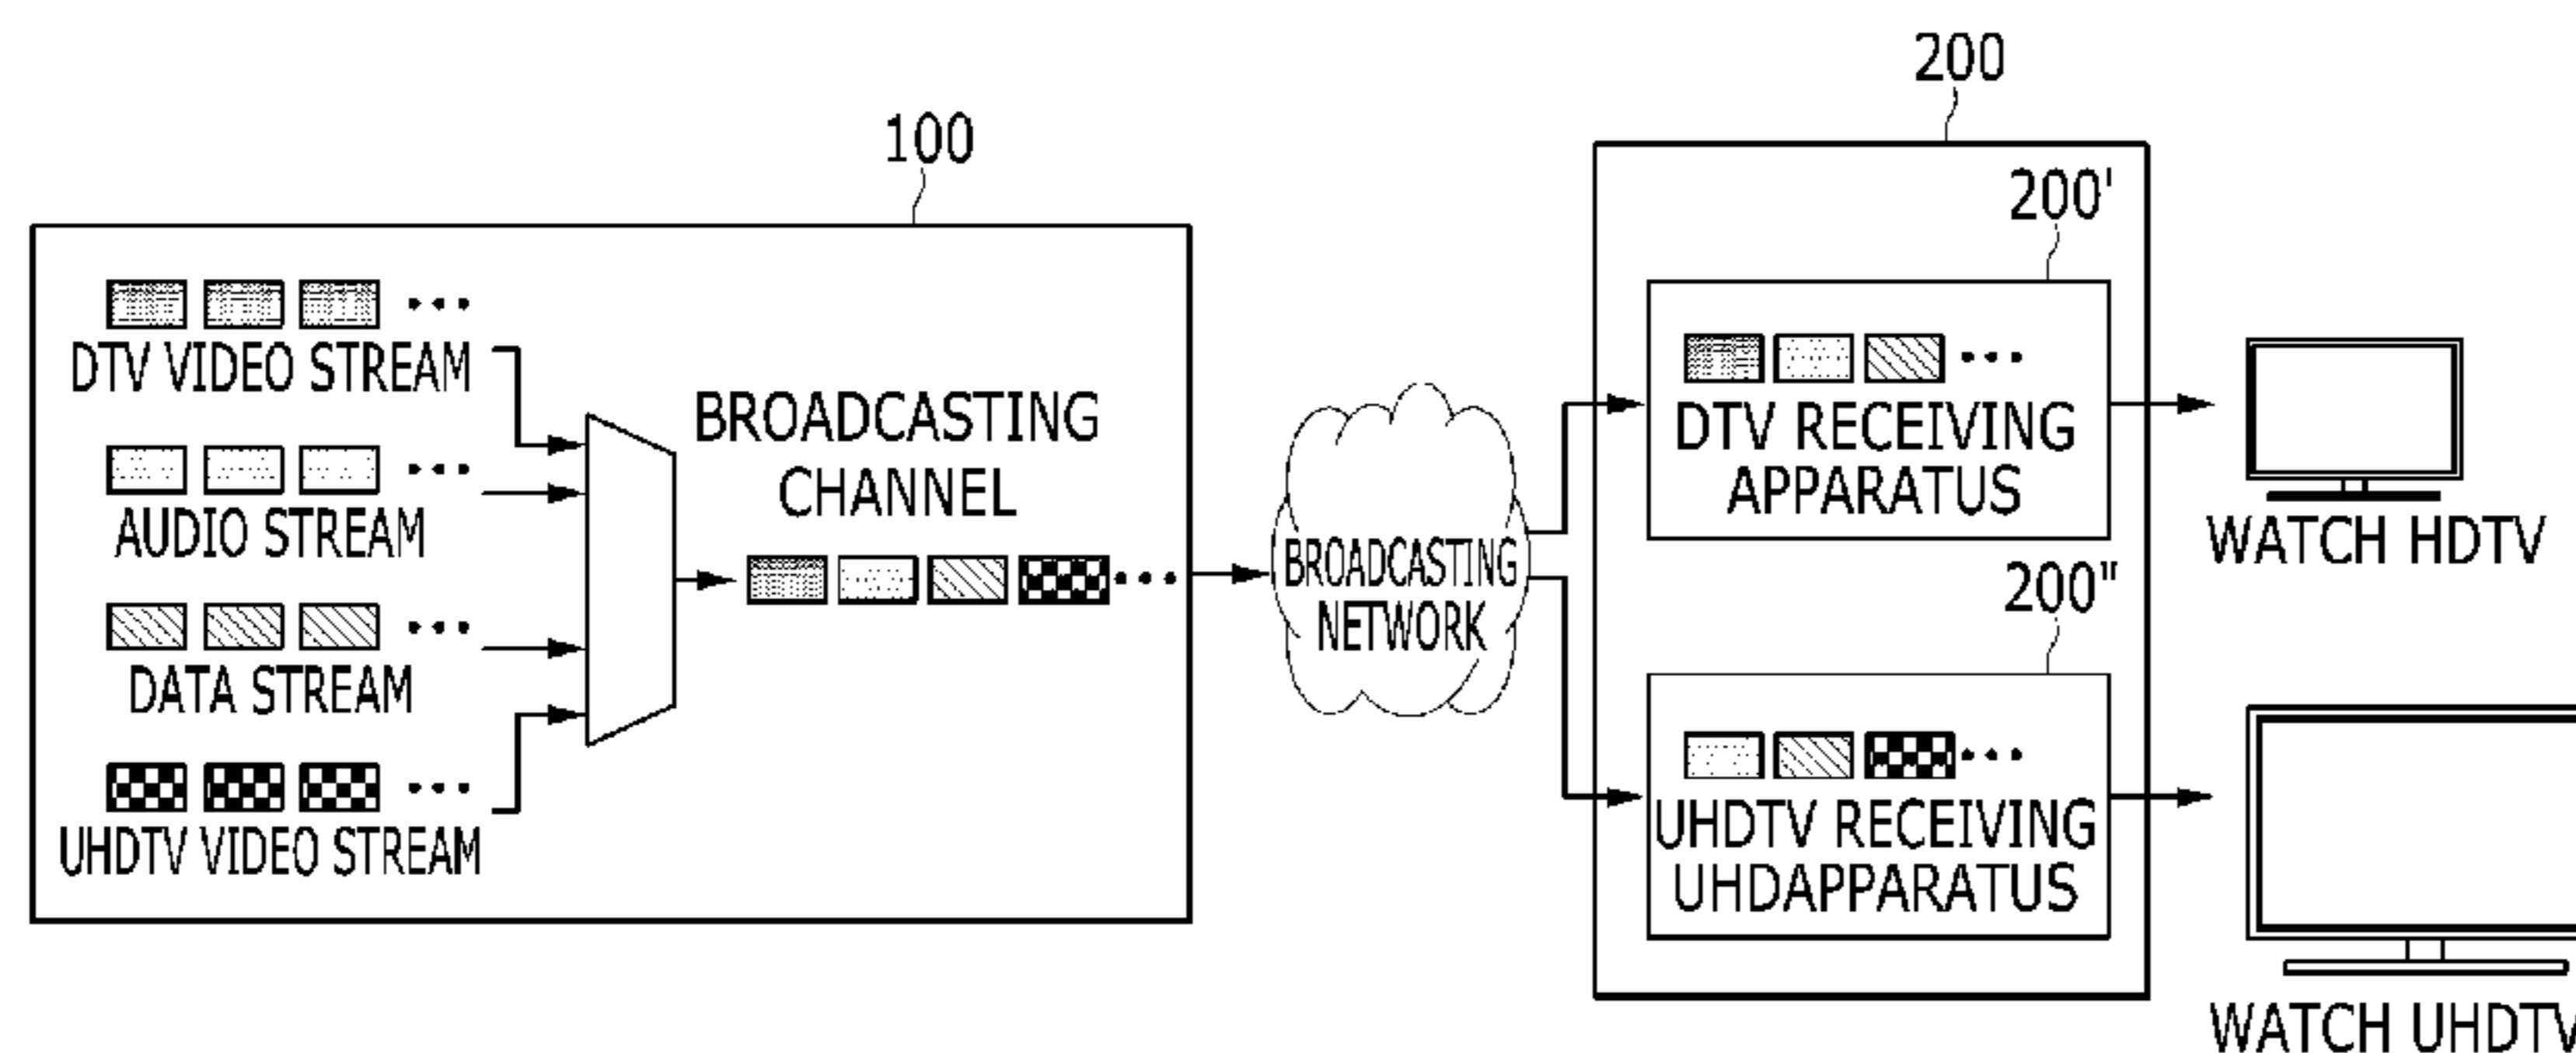 100
DTV VIDEO STREAM
AUDIO STREAM
DATA STREAM
UHDTV VIDEO STREAM
BROADCASTING
CHANNEL
BROADCASTING
NETWORK
200
200'
DTV RECEIVING
APPARATUS
200"
UHDTV RECEIVING
UHDAPPARATUS
WATCH HDTV
WATCH UHDTV